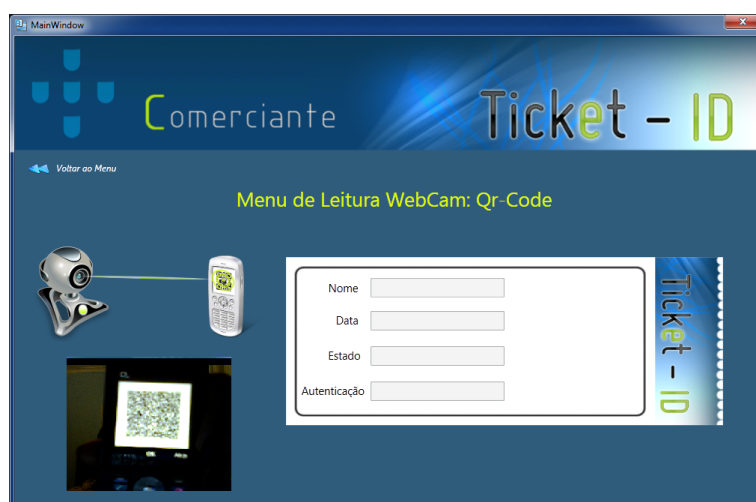 MainWindow
Comerciante
Ticket - ID
Voltar ao Menu
Menu de Leitura WebCam: Qr-Code
Nome
Data
Estado
Autenticação
Ticket - ID